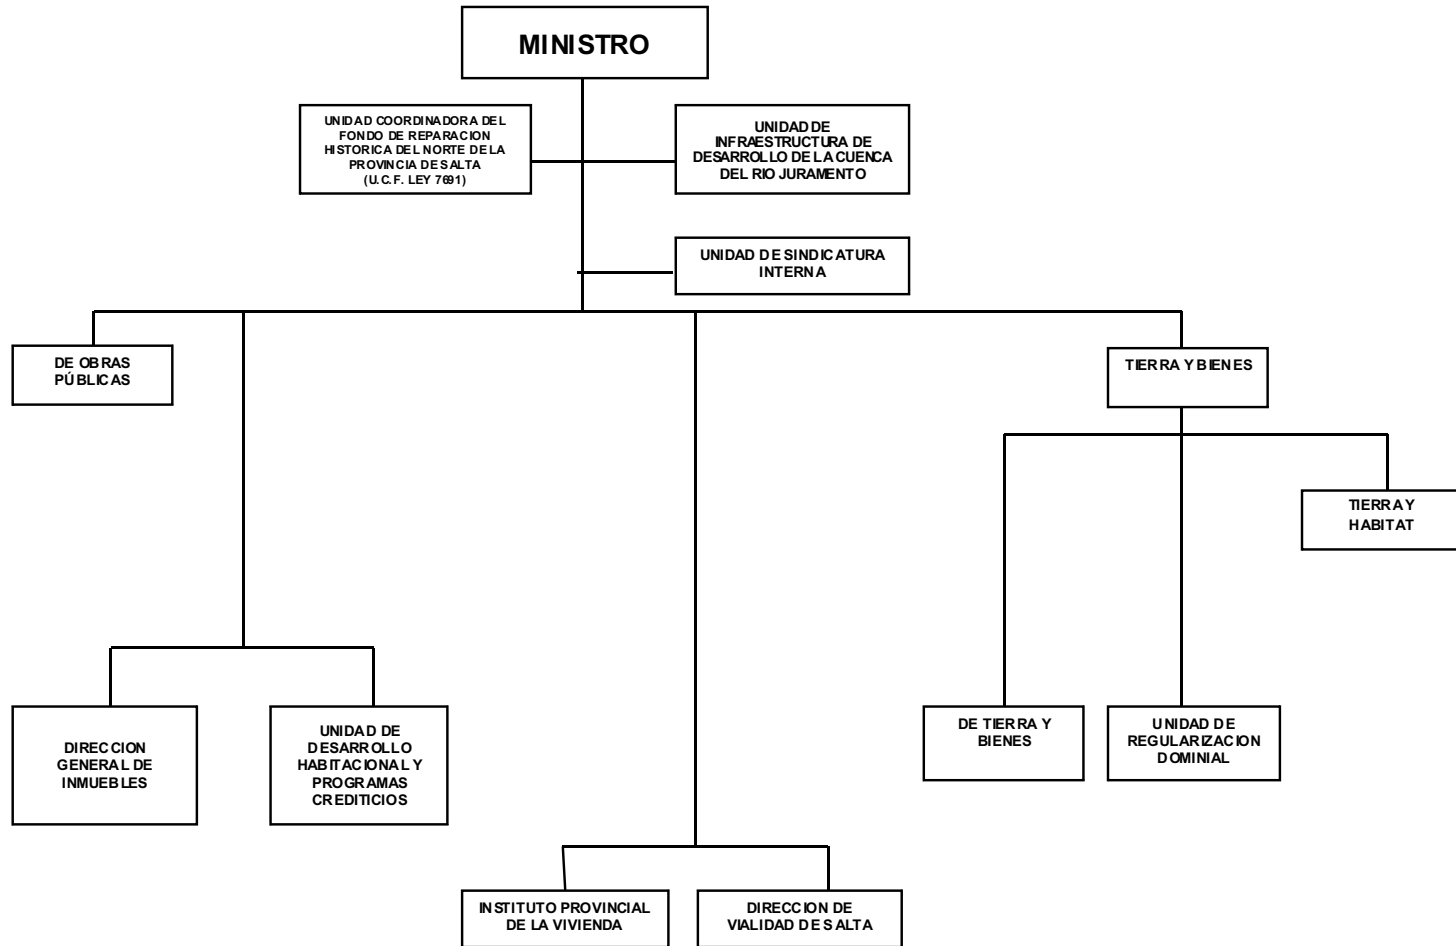 MINISTRO
UNIDAD COORDINADORA DEL
FONDO DE REPARACION
HISTORICA DEL NORTE DE LA
PROVINCIA DE SALTA
(U.C.F. LEY 7691)
UNIDAD DE
INFRAESTRUCTURA DE
DESARROLLO DE LA CUENCA
DEL RIO JURAMENTO
UNIDAD DE SINDICATURA
INTERNA
DE OBRAS
PÚBLICAS
TIERRA Y BIENES
TIERRA Y
HABITAT
DIRECCION
GENERAL DE
INMUEBLES
UNIDAD DE
DESARROLLO
HABITACIONAL Y
PROGRAMAS
CREDITICIOS
DE TIERRA Y
BIENES
UNIDAD DE
REGULARIZACION
DOMINIAL
INSTITUTO PROVINCIAL
DE LA VIVIENDA
DIRECCION DE
VIALIDAD DE SALTA